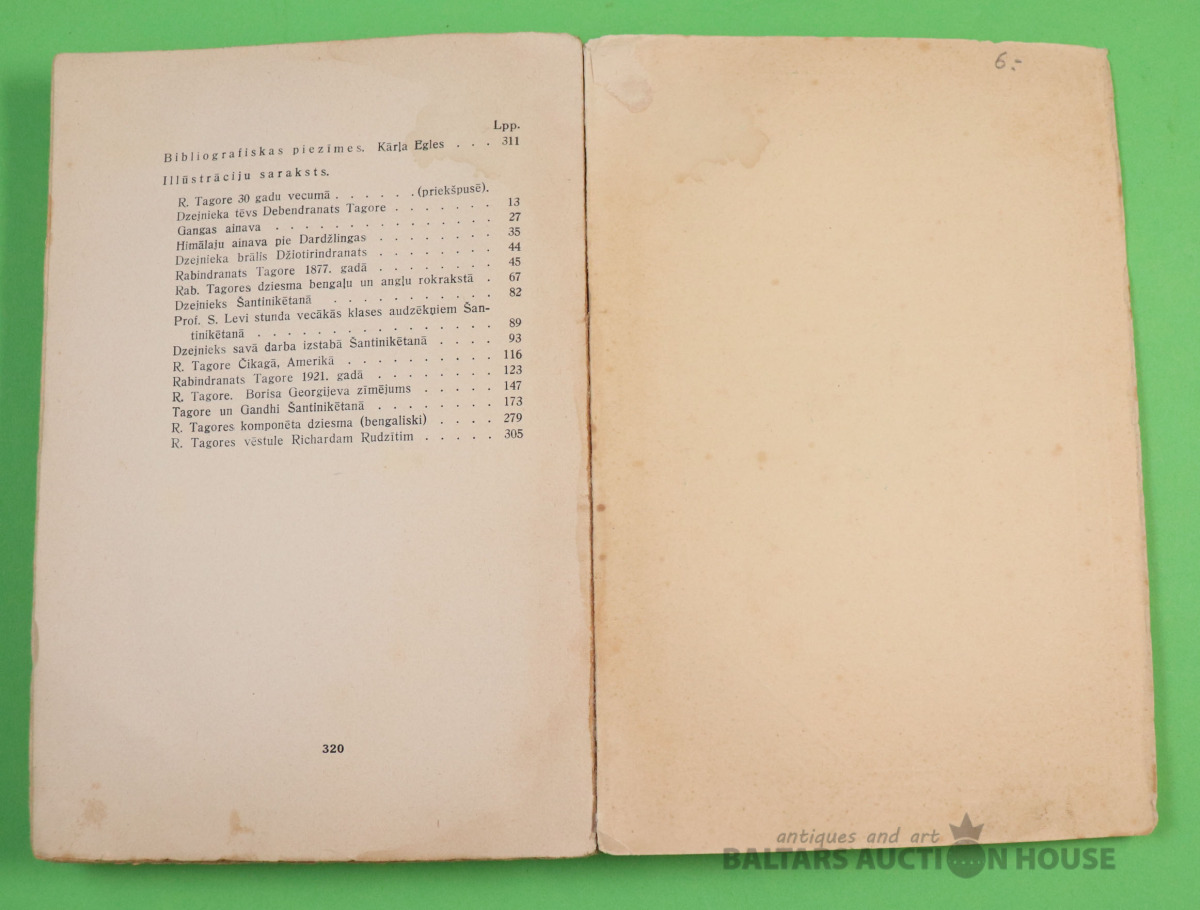 Lpp.
Bibliografiskas piezīmes. Kārļa Egles . . . 311
Illūstrāciju saraksts.
R. Tagore 30 gadu vecumā . . . . . . (priekšpusē).
Dzejnieka tēvs Debendranats Tagore . . . . . . . 13
Gangas ainava . . . . . . . . . . . . . . . 27
Himālaju ainava pie Dardžlingas . . . . . . . . 35
Dzejnieka brālis Džiotirindranats . . . . . . . . 44
Rabindranats Tagore 1877. gadā . . . . . . . . 45
Rab. Tagores dziesma bengaļu un angļu rokrakstā . 67
Dzejnieks Šantinikētanā . . . . . . . . . . . 82
Prof. S. Levi stunda vecākās klases audzēkņiem Šan-
tinikētanā . . . . . . . . . . . . . . . . 89
Dzejnieks savā darba izstabā Šantinikētanā . . . . 93
R. Tagore Čikagā, Amerikā . . . . . . . . . . 116
Rabindranats Tagore 1921. gadā . . . . . . . . 123
R. Tagore. Borisa Georgijeva zīmējums . . . . . 147
Tagore un Gandhi Šantinikētanā . . . . . . . . 173
R. Tagores komponēta dziesma (bengaliski) . . . . 279
R. Tagores vēstule Richardam Rudzītim . . . . . 305
320
6:-
antiques and art
BALTARS AUCTION HOUSE